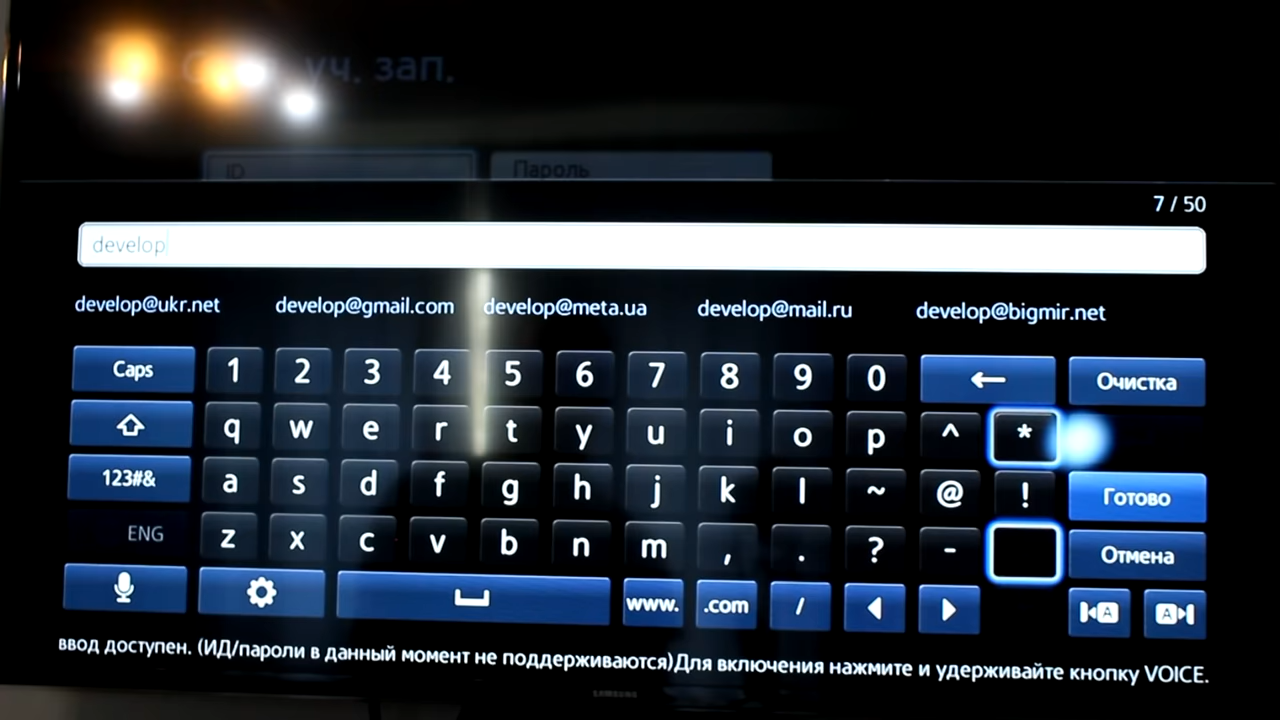 уч. зап.
ID Пароль
7 / 50
develop
develop@ukr.net develop@gmail.com develop@meta.ua develop@mail.ru develop@bigmir.net
Caps 1 2 3 4 5 6 7 8 9 0 ← Очистка
q w e r t y u i o p ^ *
123#& a s d f g h j k l ~ @ ! Готово
ENG z x c v b n m , . ? - Отмена
www. .com / A A
ввод доступен. (ИД/пароли в данный момент не поддерживаются)Для включения нажмите и удерживайте кнопку VOICE.
SAMSUNG